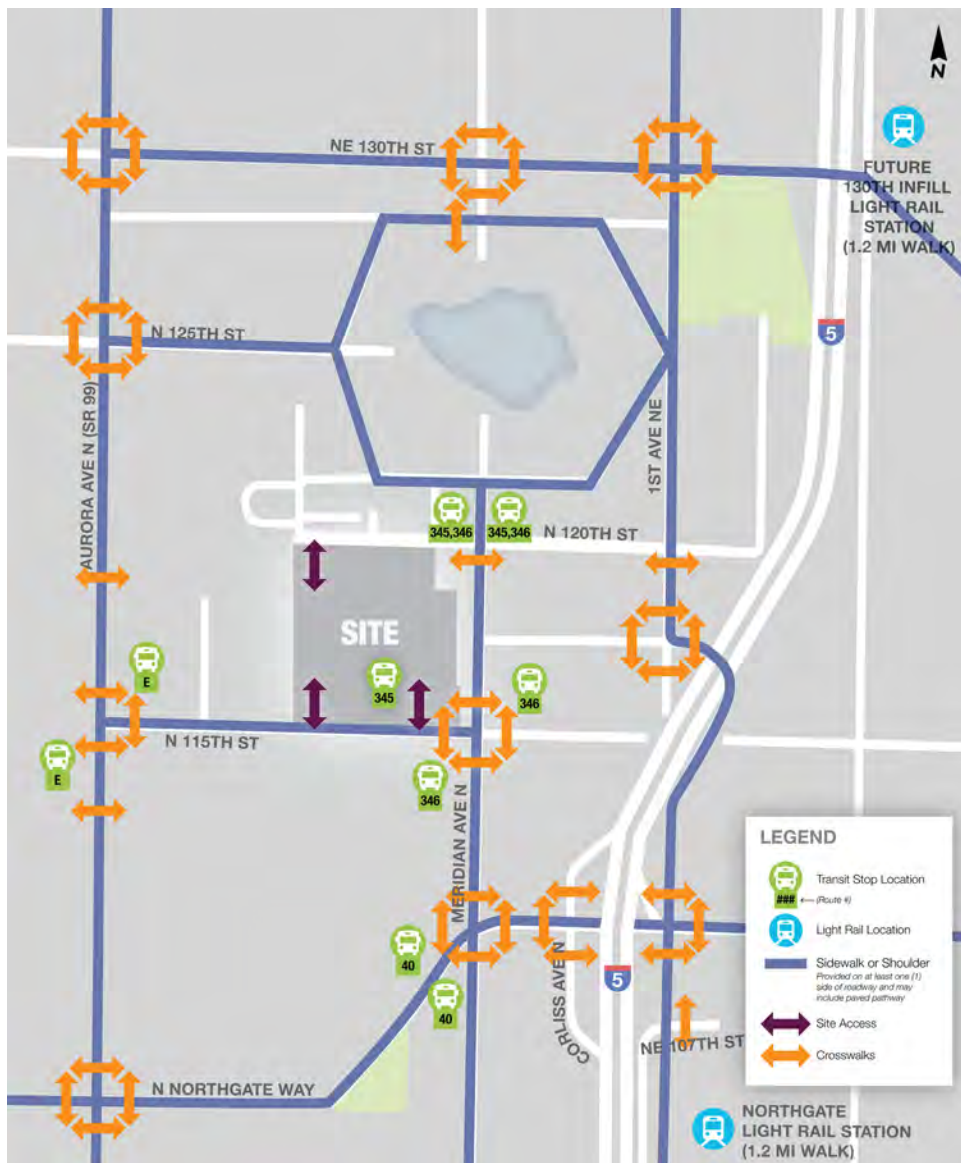 N
NE 130TH ST
FUTURE
130TH INFILL
LIGHT RAIL
STATION
(1.2 MI WALK)
N 125TH ST
5
AURORA AVE N (SR 99)
1ST AVE NE
345,346
345,346
N 120TH ST
SITE
E
345
346
N 115TH ST
E
346
MERIDIAN AVE N
40
40
CORLISS AVE N
5
NE 107TH ST
N NORTHGATE WAY
NORTHGATE
LIGHT RAIL STATION
(1.2 MI WALK)
LEGEND
Transit Stop Location
### (Route #)
Light Rail Location
Sidewalk or Shoulder
Provided on at least one (1)
side of roadway and may
include paved pathway
Site Access
Crosswalks